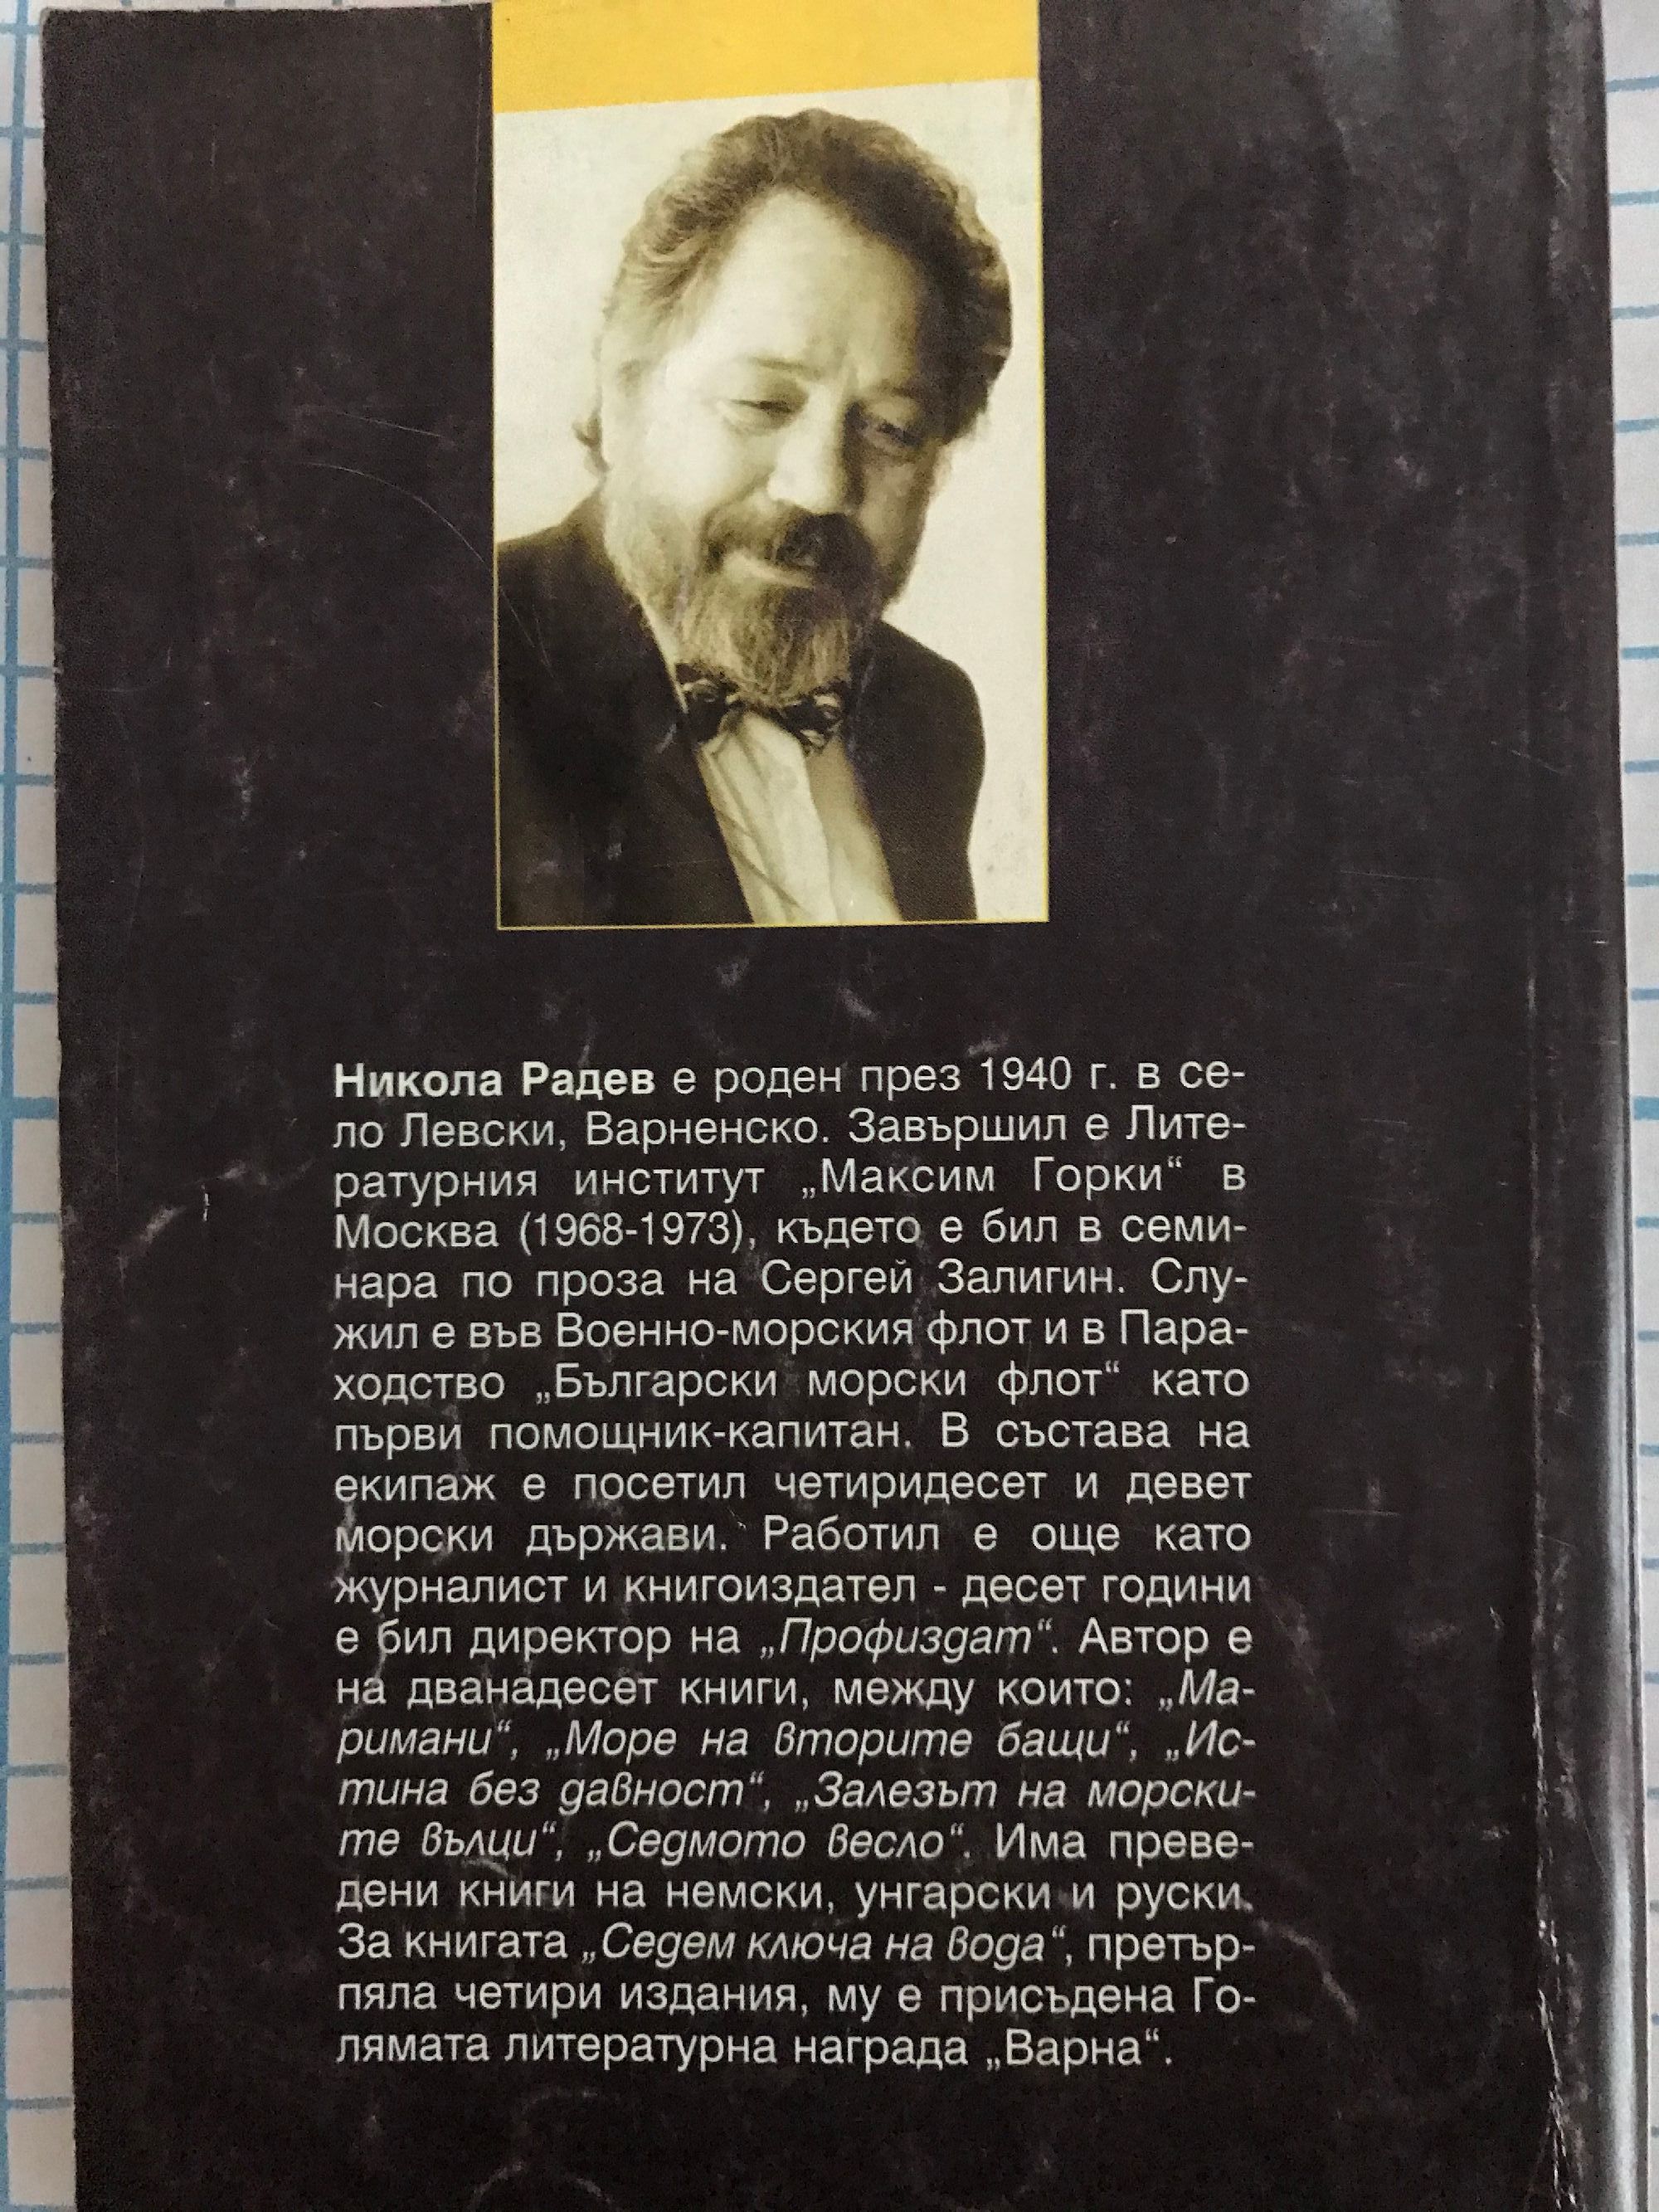 Никола Радев е роден през 1940 г. в се-
ло Левски, Варненско. Завършил е Лите-
ратурния институт „Максим Горки“ в
Москва (1968-1973), където е бил в семи-
нара по проза на Сергей Залигин. Слу-
жил е във Военно-морския флот и в Пара-
ходство „Български морски флот“ като
първи помощник-капитан. В състава на
екипаж е посетил четиридесет и девет
морски държави. Работил е още като
журналист и книгоиздател - десет години
е бил директор на „Профиздат“. Автор е
на дванадесет книги, между които: „Ма-
римани“, „Море на вторите бащи“, „Ис-
тина без давност“, „Залезът на морски-
те вълци“, „Седмото весло“. Има преве-
дени книги на немски, унгарски и руски.
За книгата „Седем ключа на вода“, претър-
пяла четири издания, му е присъдена Го-
лямата литературна награда „Варна“.